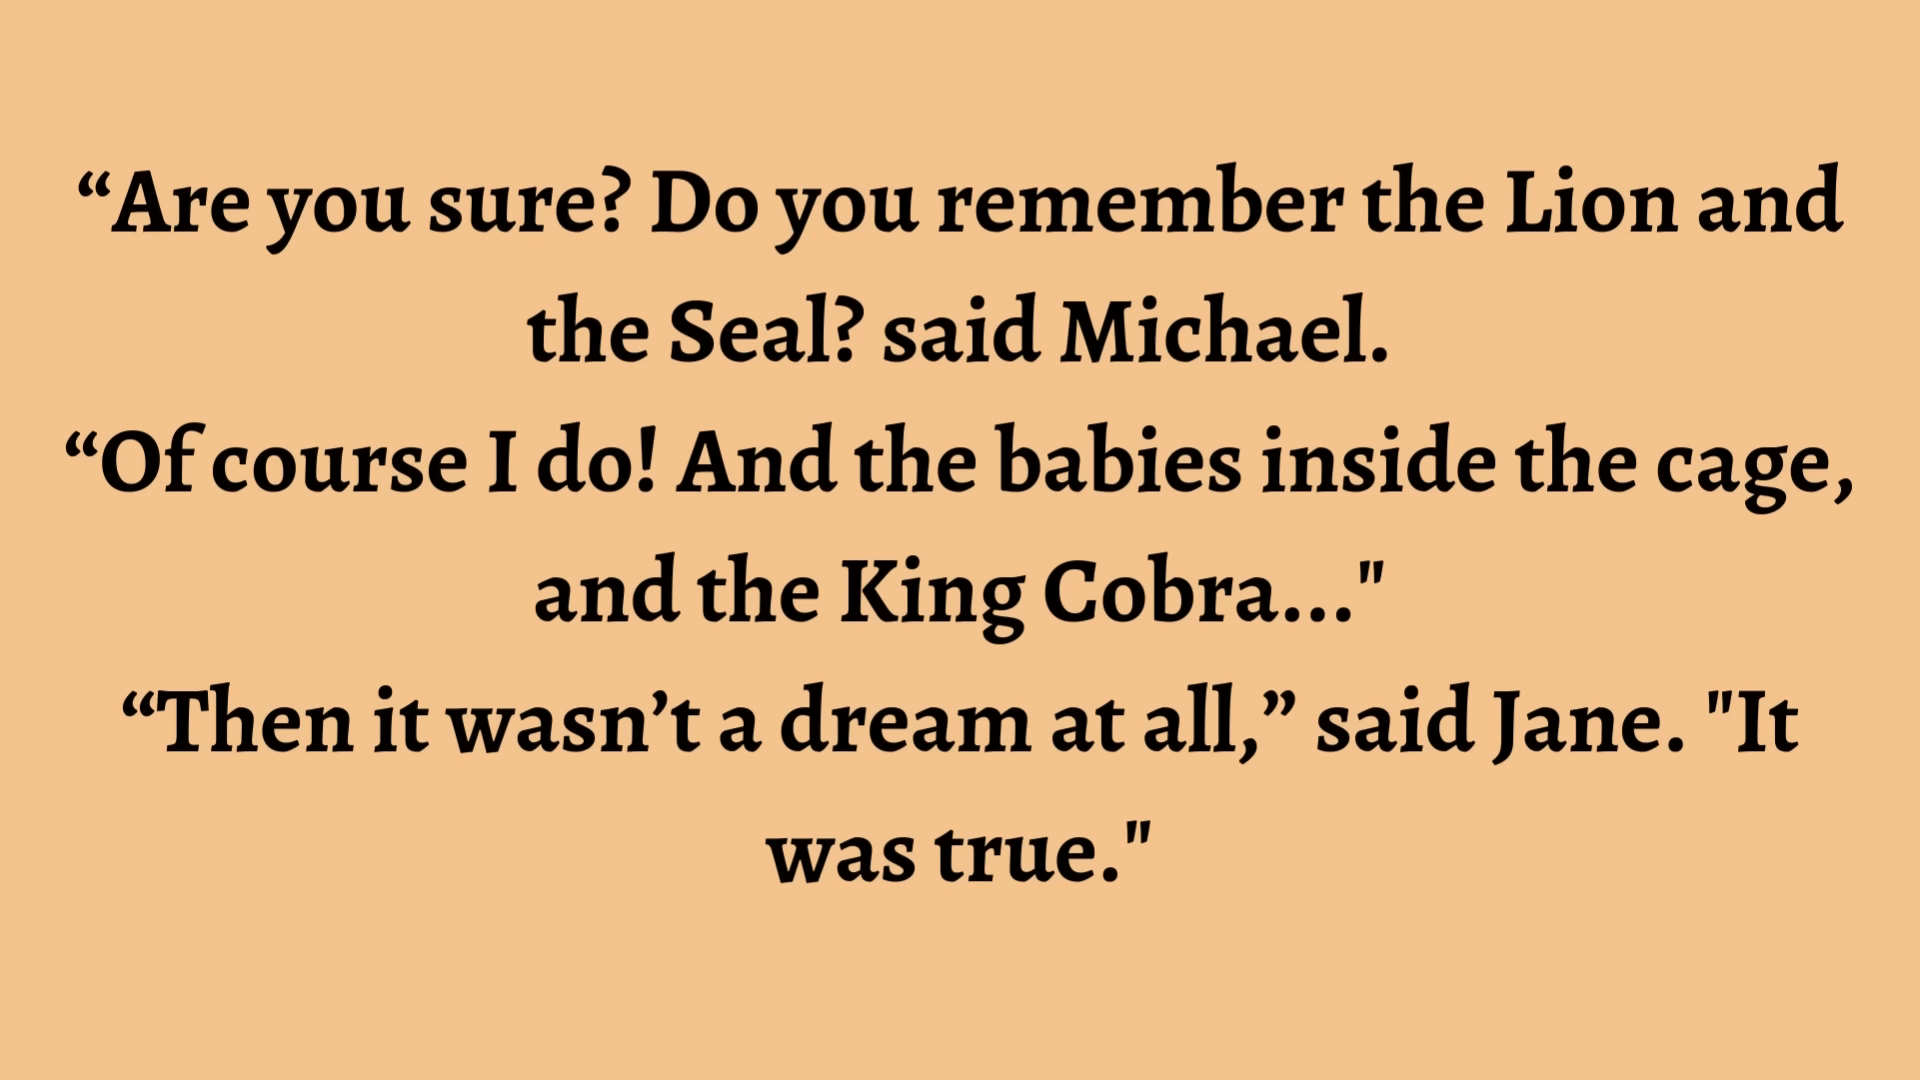 “Are you sure? Do you remember the Lion and
the Seal? said Michael.
“Of course I do! And the babies inside the cage,
and the King Cobra..."
“Then it wasn’t a dream at all,” said Jane. "It
was true."